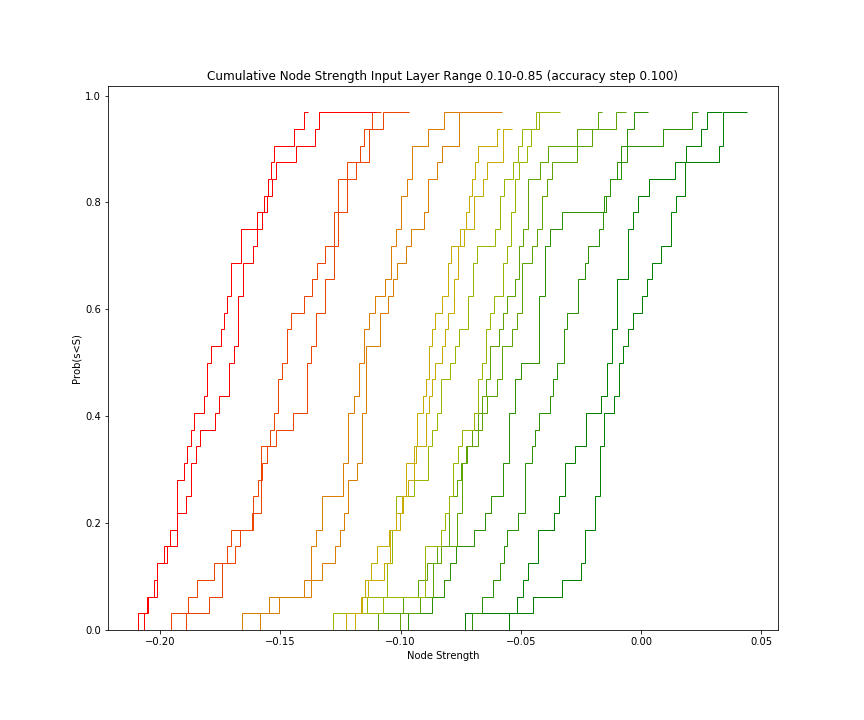 Cumulative Node Strength Input Layer Range 0.10-0.85 (accuracy step 0.100)
1.0
0.8
0.6
0.4
0.2
0.0
Prob(s<S)
−0.20 −0.15 −0.10 −0.05 0.00 0.05
Node Strength